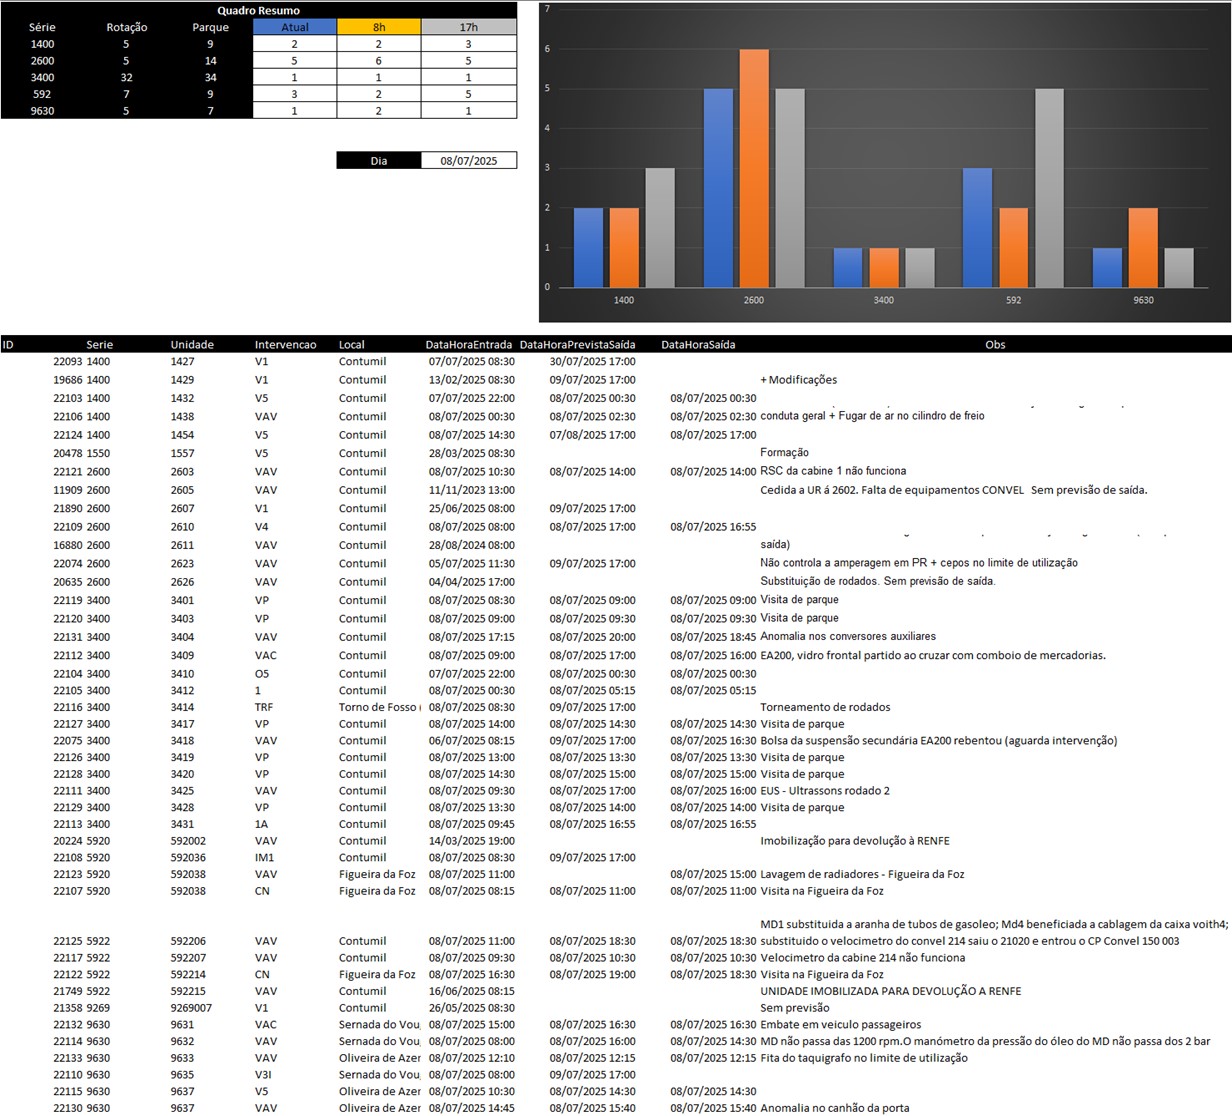 Quadro Resumo
Série Rotação Parque Atual 8h 17h
1400 5 9 2 2 3
2600 5 14 5 6 5
3400 32 34 1 1 1
592 7 9 3 2 5
9630 5 7 1 2 1
Dia 08/07/2025
7
6
5
4
3
2
1
0
1400 2600 3400 592 9630
ID Serie Unidade Intervencao Local DataHoraEntrada DataHoraPrevistaSaída DataHoraSaída Obs
22093 1400 1427 V1 Contumil 07/07/2025 08:30 30/07/2025 17:00
19686 1400 1429 V1 Contumil 13/02/2025 08:30 09/07/2025 17:00 + Modificações
22103 1400 1432 V5 Contumil 07/07/2025 22:00 08/07/2025 00:30 08/07/2025 00:30
22106 1400 1438 VAV Contumil 08/07/2025 00:30 08/07/2025 02:30 08/07/2025 02:30 conduta geral + Fugar de ar no cilindro de freio
22124 1400 1454 V5 Contumil 08/07/2025 14:30 07/08/2025 17:00 08/07/2025 17:00
20478 1550 1557 V5 Contumil 28/03/2025 08:30 Formação
22121 2600 2603 VAV Contumil 08/07/2025 10:30 08/07/2025 14:00 08/07/2025 14:00 RSC da cabine 1 não funciona
11909 2600 2605 VAV Contumil 11/11/2023 13:00 Cedida a UR á 2602. Falta de equipamentos CONVEL Sem previsão de saída.
21890 2600 2607 V1 Contumil 25/06/2025 08:00 09/07/2025 17:00
22109 2600 2610 V4 Contumil 08/07/2025 08:00 08/07/2025 17:00 08/07/2025 16:55
16880 2600 2611 VAV Contumil 28/08/2024 08:00 saída)
22074 2600 2623 VAV Contumil 05/07/2025 11:30 09/07/2025 17:00 Não controla a amperagem em PR + cepos no limite de utilização
20635 2600 2626 VAV Contumil 04/04/2025 17:00 Substituição de rodados. Sem previsão de saída.
22119 3400 3401 VP Contumil 08/07/2025 08:30 08/07/2025 09:00 08/07/2025 09:00 Visita de parque
22120 3400 3403 VP Contumil 08/07/2025 09:00 08/07/2025 09:30 08/07/2025 09:30 Visita de parque
22131 3400 3404 VAV Contumil 08/07/2025 17:15 08/07/2025 20:00 08/07/2025 18:45 Anomalia nos conversores auxiliares
22112 3400 3409 VAC Contumil 08/07/2025 09:00 08/07/2025 17:00 08/07/2025 16:00 EA200, vidro frontal partido ao cruzar com comboio de mercadorias.
22104 3400 3410 O5 Contumil 07/07/2025 22:00 08/07/2025 00:30 08/07/2025 00:30
22105 3400 3412 1 Contumil 08/07/2025 00:30 08/07/2025 05:15 08/07/2025 05:15
22116 3400 3414 TRF Torno de Fosso ( 08/07/2025 08:30 09/07/2025 17:00 Torneamento de rodados
22127 3400 3417 VP Contumil 08/07/2025 14:00 08/07/2025 14:30 08/07/2025 14:30 Visita de parque
22075 3400 3418 VAV Contumil 06/07/2025 08:15 09/07/2025 17:00 08/07/2025 16:30 Bolsa da suspensão secundária EA200 rebentou (aguarda intervenção)
22126 3400 3419 VP Contumil 08/07/2025 13:00 08/07/2025 13:30 08/07/2025 13:30 Visita de parque
22128 3400 3420 VP Contumil 08/07/2025 14:30 08/07/2025 15:00 08/07/2025 15:00 Visita de parque
22111 3400 3425 VAV Contumil 08/07/2025 09:30 08/07/2025 17:00 08/07/2025 16:00 EUS - Ultrassons rodado 2
22129 3400 3428 VP Contumil 08/07/2025 13:30 08/07/2025 14:00 08/07/2025 14:00 Visita de parque
22113 3400 3431 1A Contumil 08/07/2025 09:45 08/07/2025 16:55 08/07/2025 16:55
20224 5920 592002 VAV Contumil 14/03/2025 19:00 Imobilização para devolução à RENFE
22108 5920 592036 IM1 Contumil 08/07/2025 08:30 09/07/2025 17:00
22123 5920 592038 VAV Figueira da Foz 08/07/2025 11:00 08/07/2025 15:00 Lavagem de radiadores - Figueira da Foz
22107 5920 592038 CN Figueira da Foz 08/07/2025 08:15 08/07/2025 11:00 08/07/2025 11:00 Visita na Figueira da Foz
MD1 substituida a aranha de tubos de gasoleo; Md4 beneficiada a cablagem da caixa voith4;
22125 5922 592206 VAV Contumil 08/07/2025 11:00 08/07/2025 18:30 08/07/2025 18:30 substituido o velocimetro do convel 214 saiu o 21020 e entrou o CP Convel 150 003
22117 5922 592207 VAV Contumil 08/07/2025 09:30 08/07/2025 10:30 08/07/2025 10:30 Velocimetro da cabine 214 não funciona
22122 5922 592214 CN Figueira da Foz 08/07/2025 16:30 08/07/2025 19:00 08/07/2025 18:30 Visita na Figueira da Foz
21749 5922 592215 VAV Contumil 16/06/2025 08:15 UNIDADE IMOBILIZADA PARA DEVOLUÇÃO A RENFE
21358 9269 9269007 V1 Contumil 26/05/2025 08:30 Sem previsão
22132 9630 9631 VAC Sernada do Vou 08/07/2025 15:00 08/07/2025 16:30 08/07/2025 16:30 Embate em veiculo passageiros
22114 9630 9632 VAV Sernada do Vou 08/07/2025 08:00 08/07/2025 16:00 08/07/2025 14:30 MD não passa das 1200 rpm.O manómetro da pressão do óleo do MD não passa dos 2 bar
22133 9630 9633 VAV Oliveira de Azer 08/07/2025 12:10 08/07/2025 12:15 08/07/2025 12:15 Fita do taquigrafo no limite de utilização
22110 9630 9635 V3I Sernada do Vou 08/07/2025 08:00 09/07/2025 17:00
22115 9630 9637 V5 Oliveira de Azer 08/07/2025 10:30 08/07/2025 14:30 08/07/2025 14:30
22130 9630 9637 VAV Oliveira de Azer 08/07/2025 14:45 08/07/2025 15:40 08/07/2025 15:40 Anomalia no canhão da porta